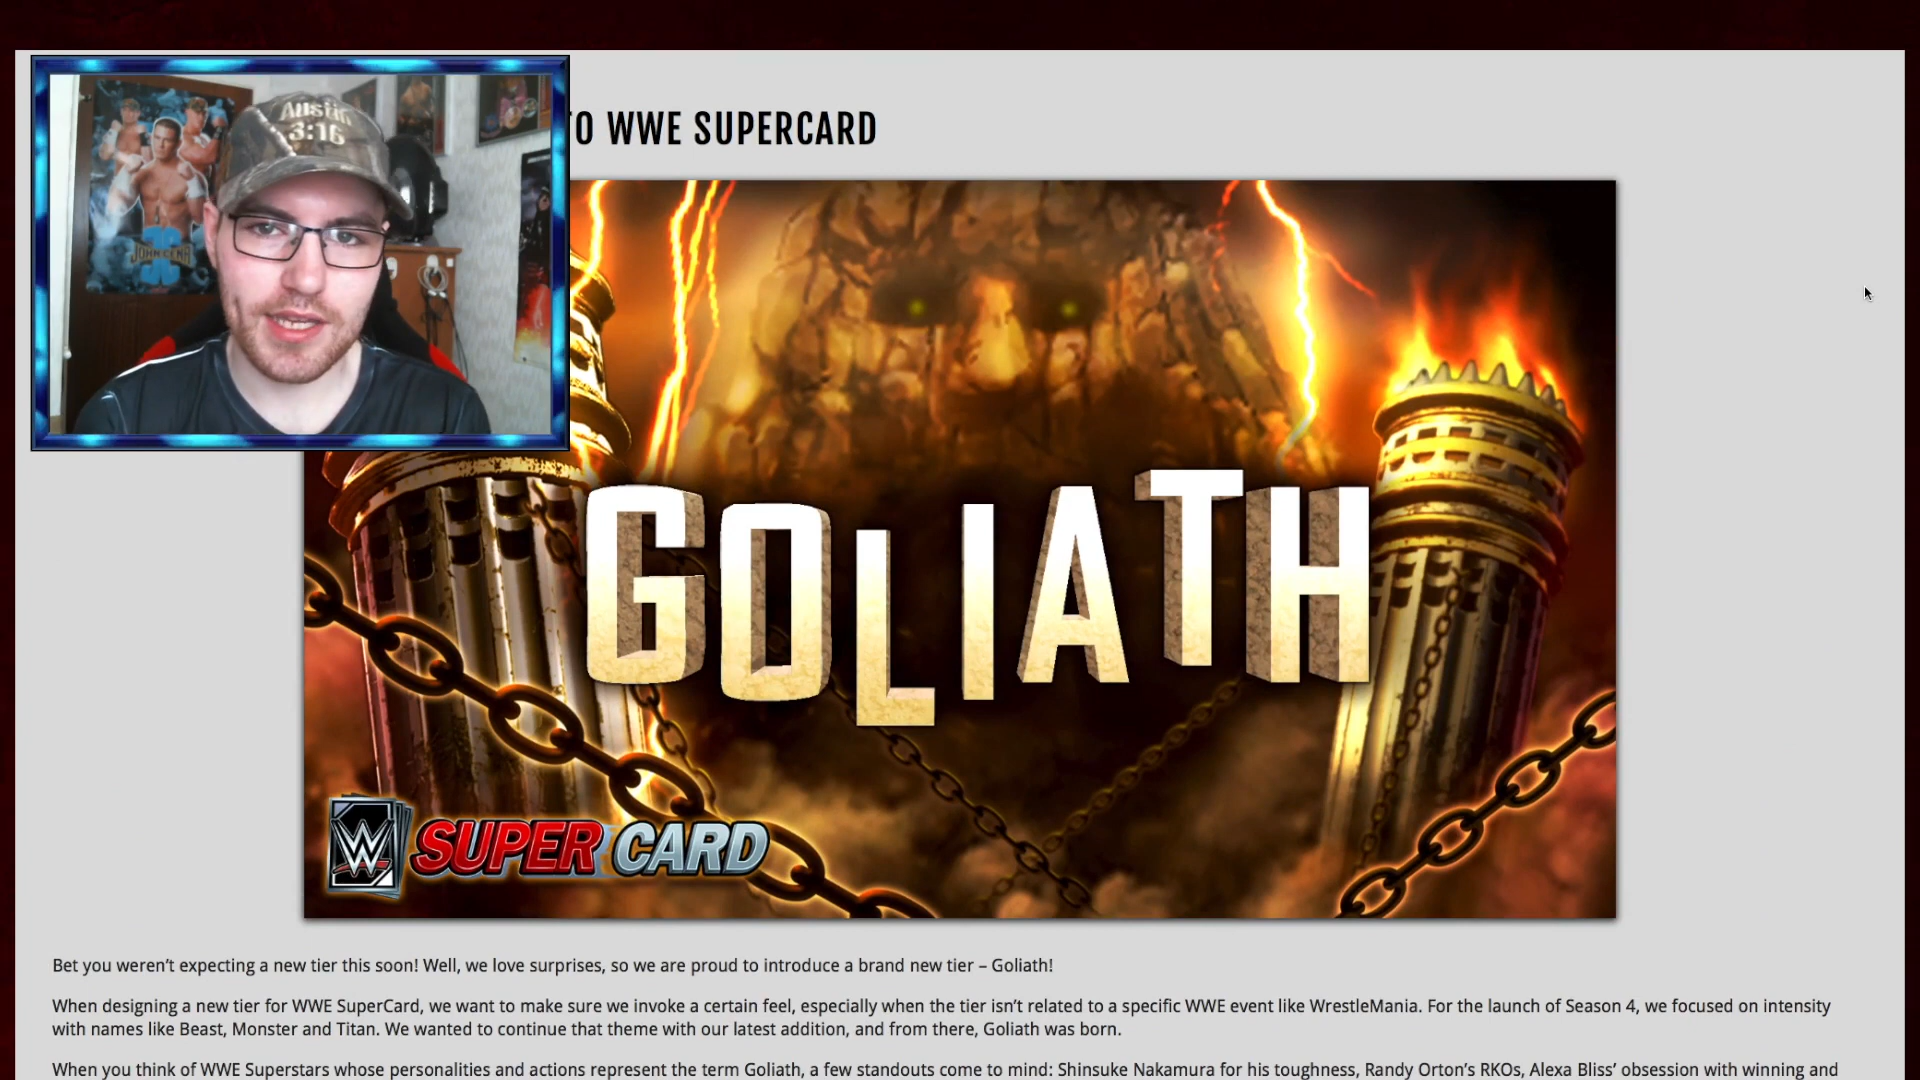 Austin
3:16
JOHN CENA
TO WWE SUPERCARD
GOLIATH
W SUPERCARD
Bet you weren’t expecting a new tier this soon! Well, we love surprises, so we are proud to introduce a brand new tier – Goliath!
When designing a new tier for WWE SuperCard, we want to make sure we invoke a certain feel, especially when the tier isn’t related to a specific WWE event like WrestleMania. For the launch of Season 4, we focused on intensity
with names like Beast, Monster and Titan. We wanted to continue that theme with our latest addition, and from there, Goliath was born.
When you think of WWE Superstars whose personalities and actions represent the term Goliath, a few standouts come to mind: Shinsuke Nakamura for his toughness, Randy Orton’s RKOs, Alexa Bliss’ obsession with winning and